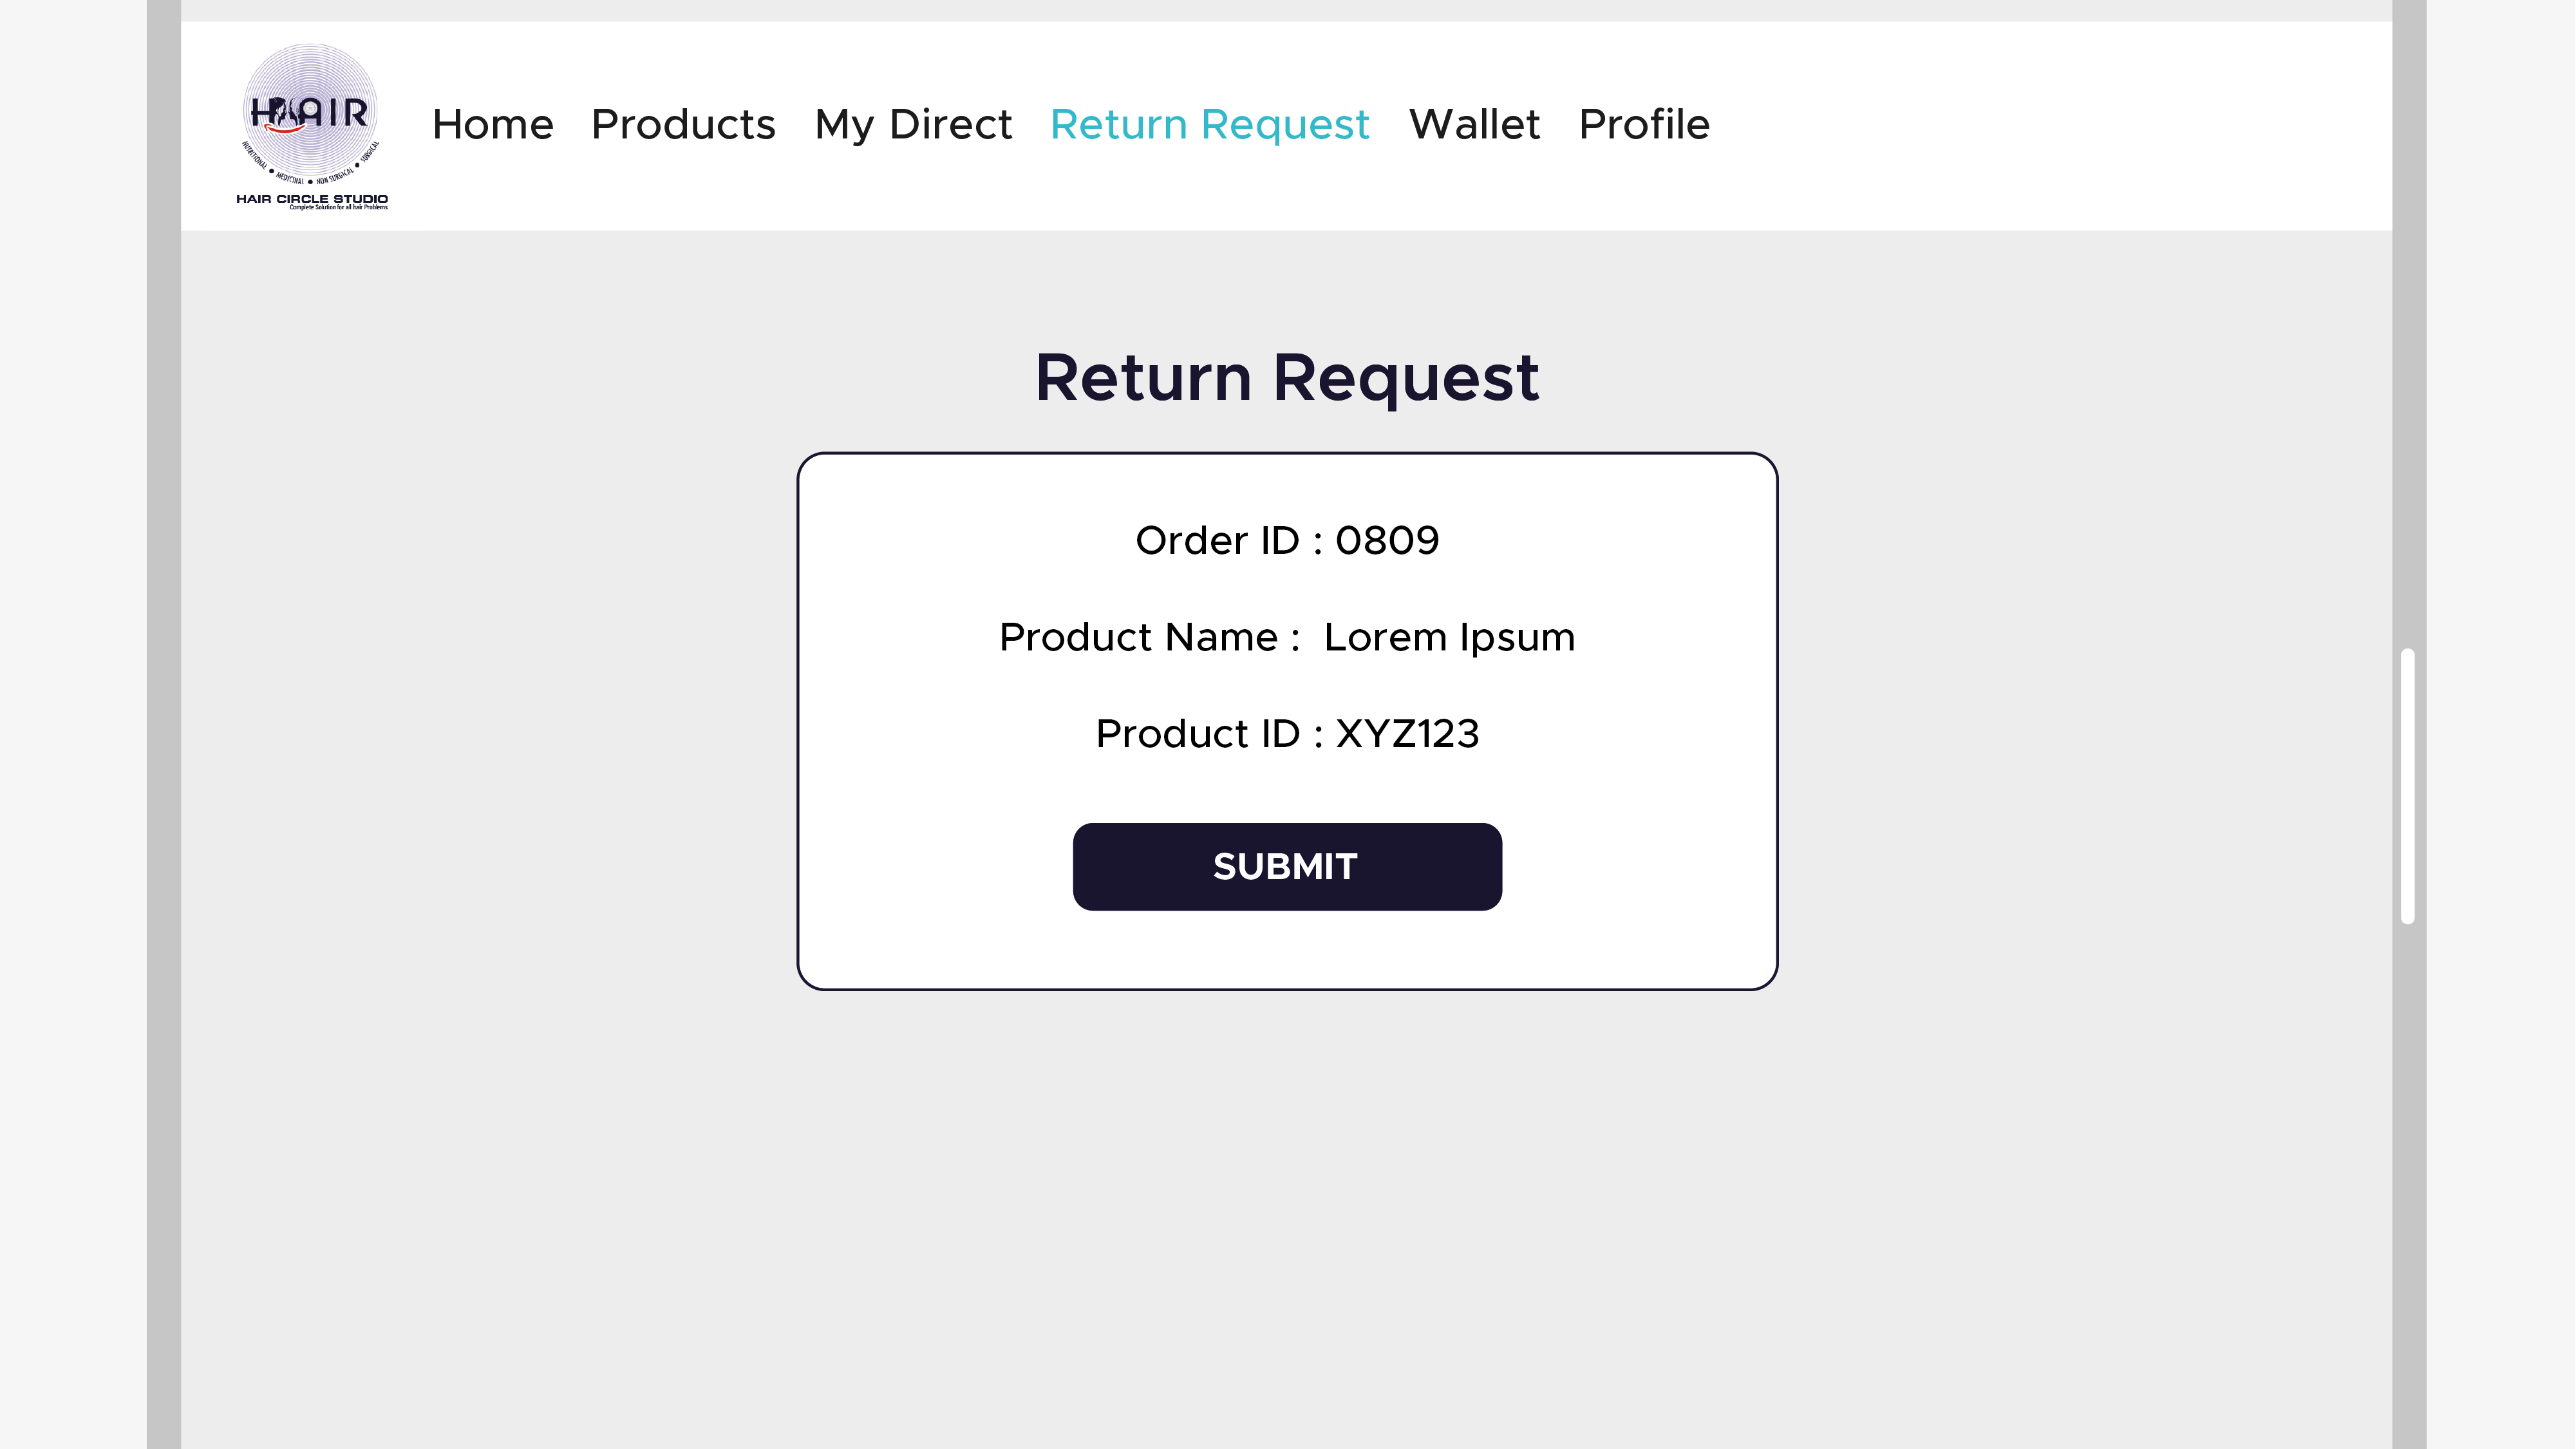 HAIR
NUTRITIONAL • MEDICINAL • NON SURGICAL • SURGICAL
HAIR CIRCLE STUDIO
Complete Solution for all hair Problems
Home Products My Direct Return Request Wallet Profile
Return Request
Order ID : 0809
Product Name : Lorem Ipsum
Product ID : XYZ123
SUBMIT